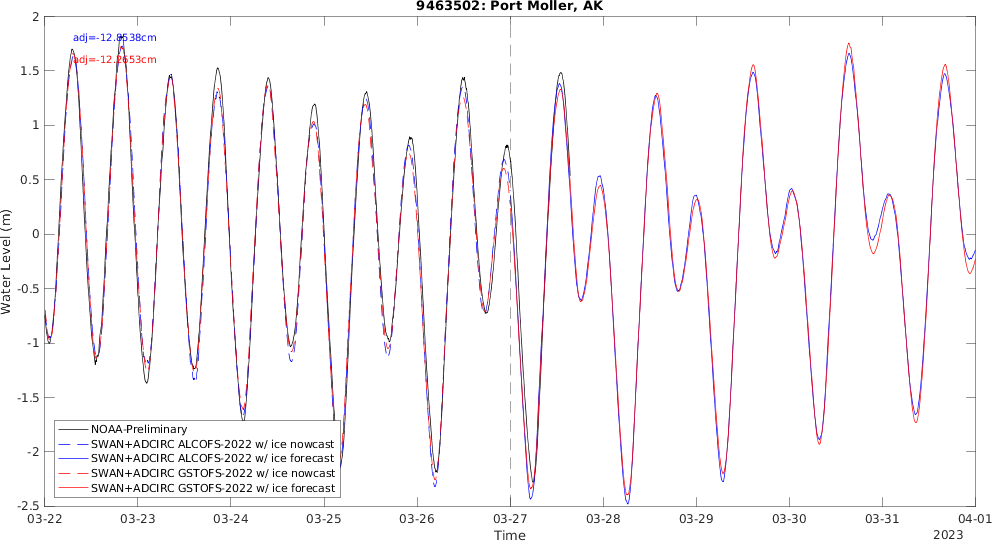 9463502: Port Moller, AK
adj=-12.8538cm
adj=-12.2653cm
Water Level (m)
2
1.5
1
0.5
0
-0.5
-1
-1.5
-2
-2.5
NOAA-Preliminary
SWAN+ADCIRC ALCOFS-2022 w/ ice nowcast
SWAN+ADCIRC ALCOFS-2022 w/ ice forecast
SWAN+ADCIRC GSTOFS-2022 w/ ice nowcast
SWAN+ADCIRC GSTOFS-2022 w/ ice forecast
03-22 03-23 03-24 03-25 03-26 03-27 03-28 03-29 03-30 03-31 04-01
Time
2023